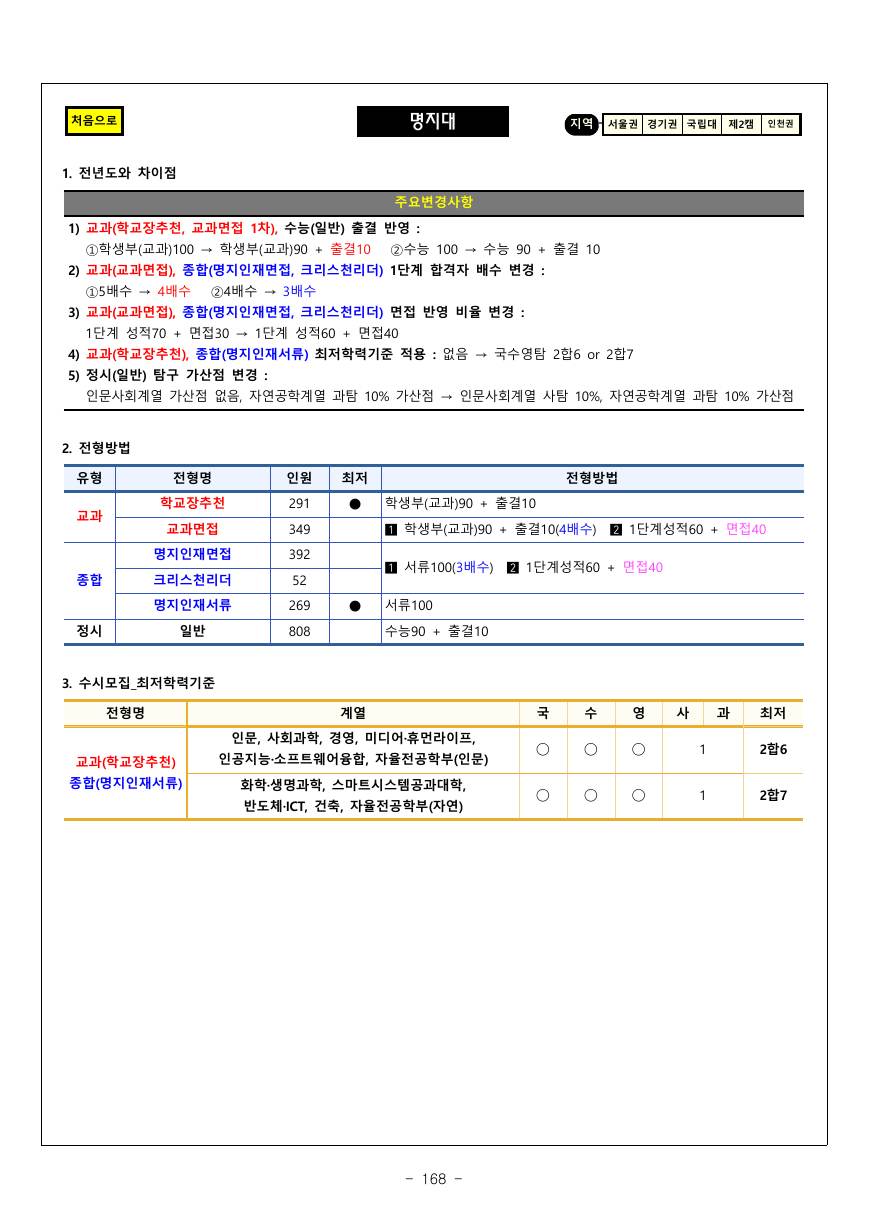 처음으로
명지대
지역 서울권 경기권 국립대 제2캠 인천권
1. 전년도와 차이점
주요변경사항
1) 교과(학교장추천, 교과면접 1차), 수능(일반) 출결 반영 :
①학생부(교과)100 → 학생부(교과)90 + 출결10 ②수능 100 → 수능 90 + 출결 10
2) 교과(교과면접), 종합(명지인재면접, 크리스천리더) 1단계 합격자 배수 변경 :
①5배수 → 4배수 ②4배수 → 3배수
3) 교과(교과면접), 종합(명지인재면접, 크리스천리더) 면접 반영 비율 변경 :
1단계 성적70 + 면접30 → 1단계 성적60 + 면접40
4) 교과(학교장추천), 종합(명지인재서류) 최저학력기준 적용 : 없음 → 국수영탐 2합6 or 2합7
5) 정시(일반) 탐구 가산점 변경 :
인문사회계열 가산점 없음, 자연공학계열 과탐 10% 가산점 → 인문사회계열 사탐 10%, 자연공학계열 과탐 10% 가산점
2. 전형방법
유형 전형명 인원 최저 전형방법
교과 학교장추천 291 ● 학생부(교과)90 + 출결10
교과면접 349 1 학생부(교과)90 + 출결10(4배수) 2 1단계성적60 + 면접40
종합 명지인재면접 392 1 서류100(3배수) 2 1단계성적60 + 면접40
크리스천리더 52
명지인재서류 269 ● 서류100
정시 일반 808 수능90 + 출결10
3. 수시모집_최저학력기준
전형명 계열 국 수 영 사 과 최저
교과(학교장추천)
종합(명지인재서류)
인문, 사회과학, 경영, 미디어·휴먼라이프,
인공지능·소프트웨어융합, 자율전공학부(인문)
○ ○ ○ 1 2합6
화학·생명과학, 스마트시스템공과대학,
반도체·ICT, 건축, 자율전공학부(자연)
○ ○ ○ 1 2합7
- 168 -